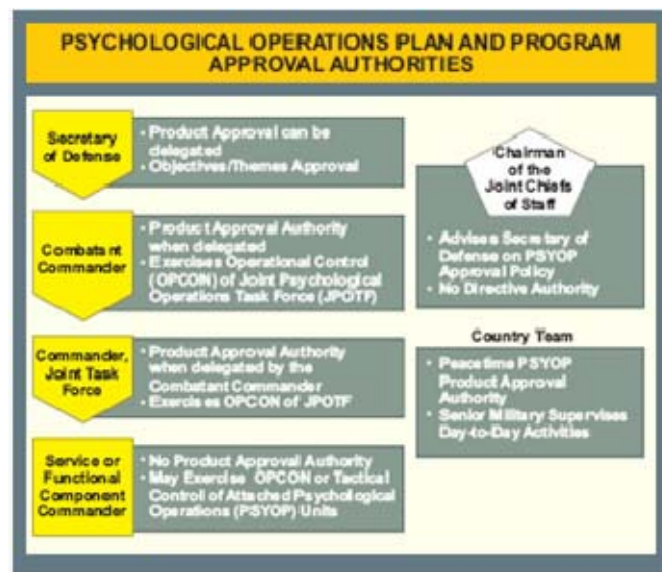 PSYCHOLOGICAL OPERATIONS PLAN AND PROGRAM
APPROVAL AUTHORITIES
Secretary
of Defense
• Product Approval can be
delegated
• Objectives/Themes Approval
Combatant
Commander
• Product Approval Authority
when delegated
• Exercises Operational Control
(OPCON) of Joint Psychological
Operations Task Force (JPOTF)
Commander,
Joint Task
Force
• Product Approval Authority
when delegated by the
Combatant Commander
• Exercises OPCON of JPOTF
Service or
Functional
Component
Commander
• No Product Approval Authority
• May Exercise OPCON or Tactical
Control of Attached Psychological
Operations (PSYOP) Units
Chairman
of the
Joint Chiefs
of Staff
• Advises Secretary of
Defense on PSYOP
Approval Policy
• No Directive Authority
Country Team
• Peacetime PSYOP
Product Approval
Authority
• Senior Military Supervises
Day-to-Day Activities